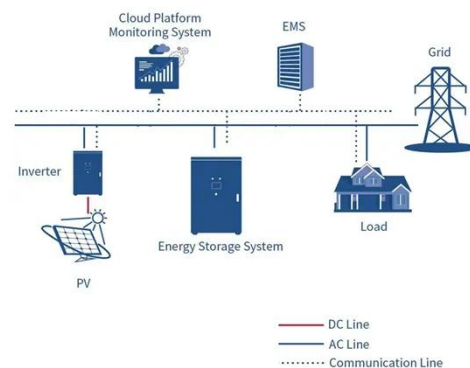 Cloud Platform
Monitoring System
EMS
Grid
Inverter
Energy Storage System
Load
PV
DC Line
AC Line
Communication Line